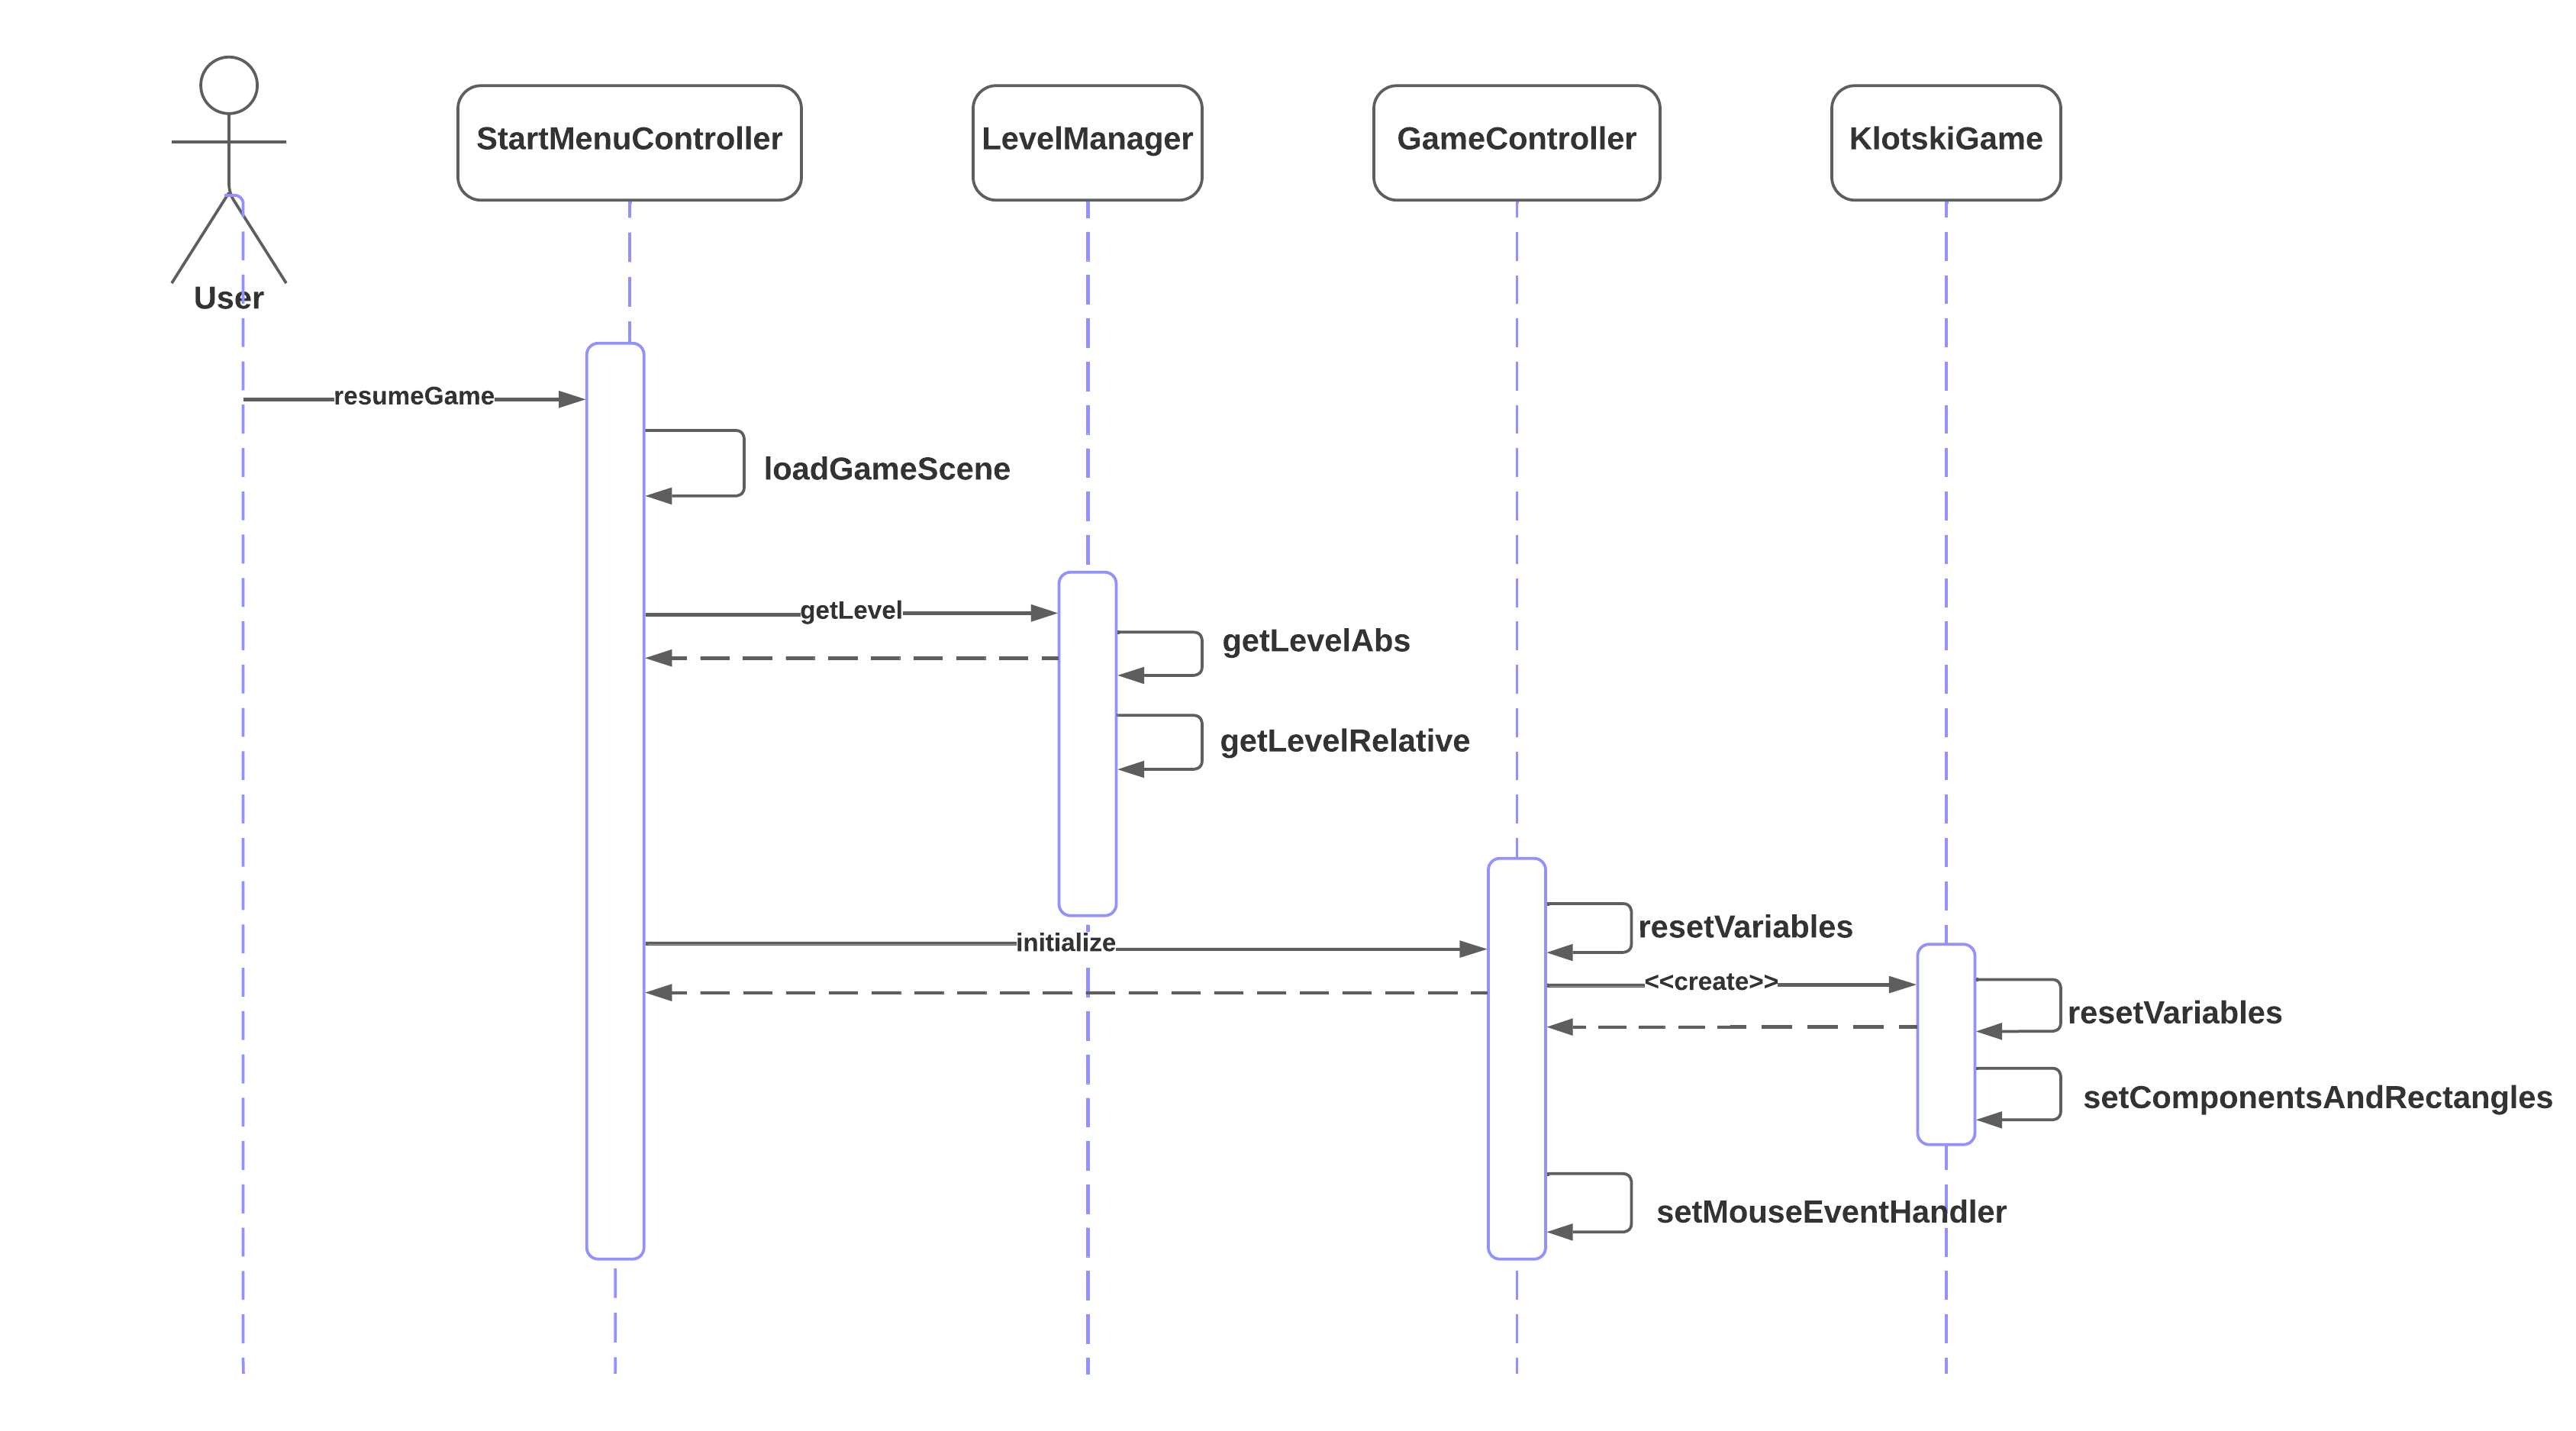 StartMenuController
LevelManager
GameController
KlotskiGame
User
resumeGame
loadGameScene
getLevel
getLevelAbs
getLevelRelative
resetVariables
initialize
<<create>>
resetVariables
setComponentsAndRectangles
setMouseEventHandler